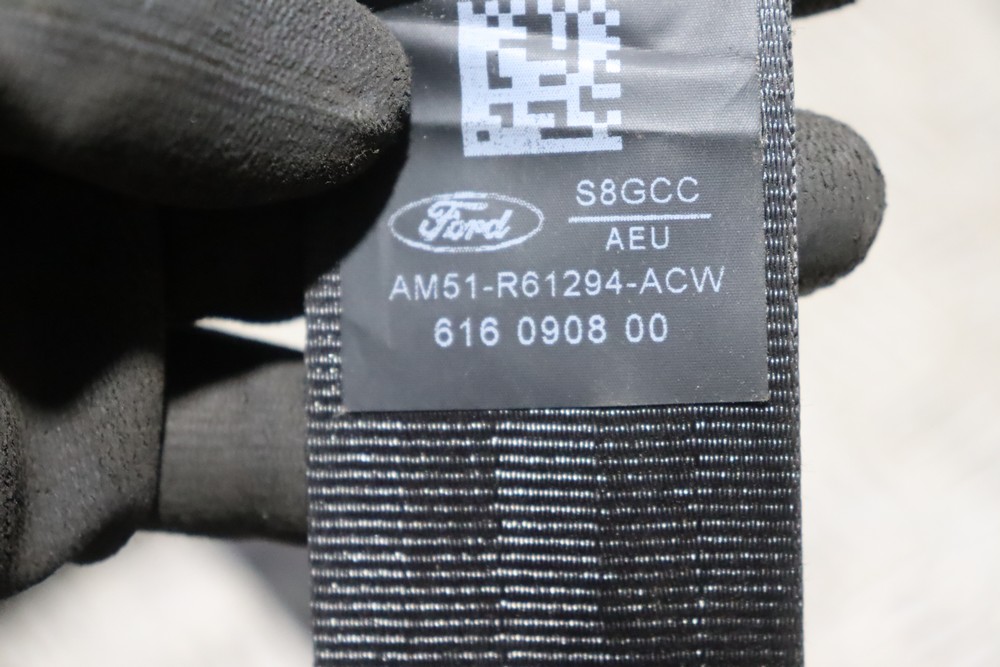 S8GCC
Ford
AEU
AM51-R61294-ACW
616 0908 00